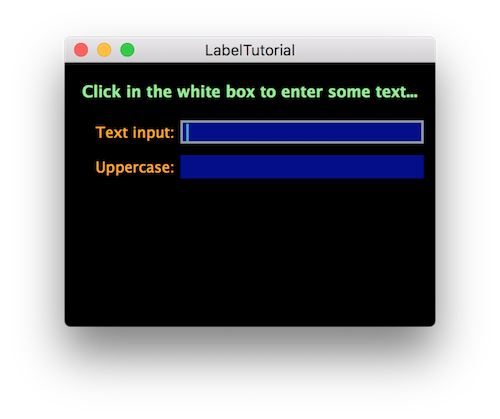 LabelTutorial
Click in the white box to enter some text...
Text input:
Uppercase: